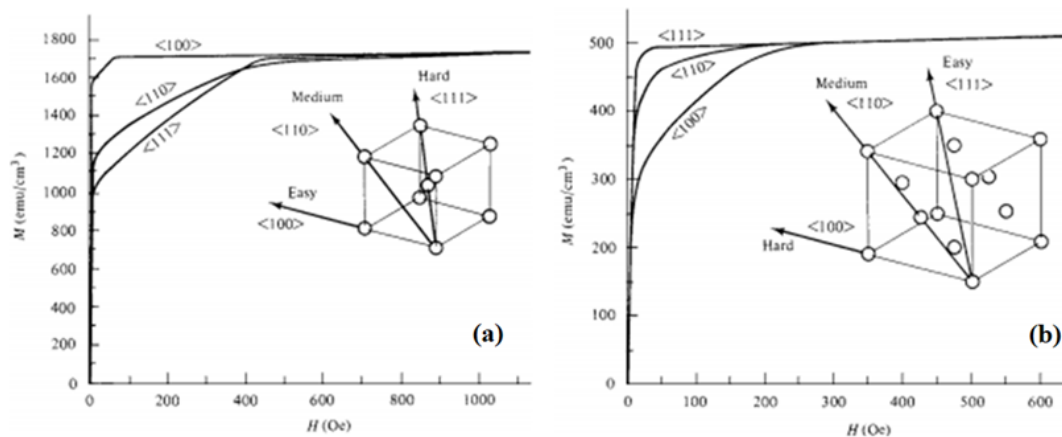 (a)
M (emu/cm³)
1800
1600
1400
1200
1000
800
600
400
200
0
<100>
<110>
<111>
Hard
<111>
Medium
<110>
Easy
<100>
(a)
0 200 400 600 800 1000
H (Oe)
(b)
M (emu/cm³)
500
400
300
200
100
0
<111>
<110>
<100>
Easy
<111>
Medium
<110>
<100>
Hard
(b)
0 100 200 300 400 500 600
H (Oe)